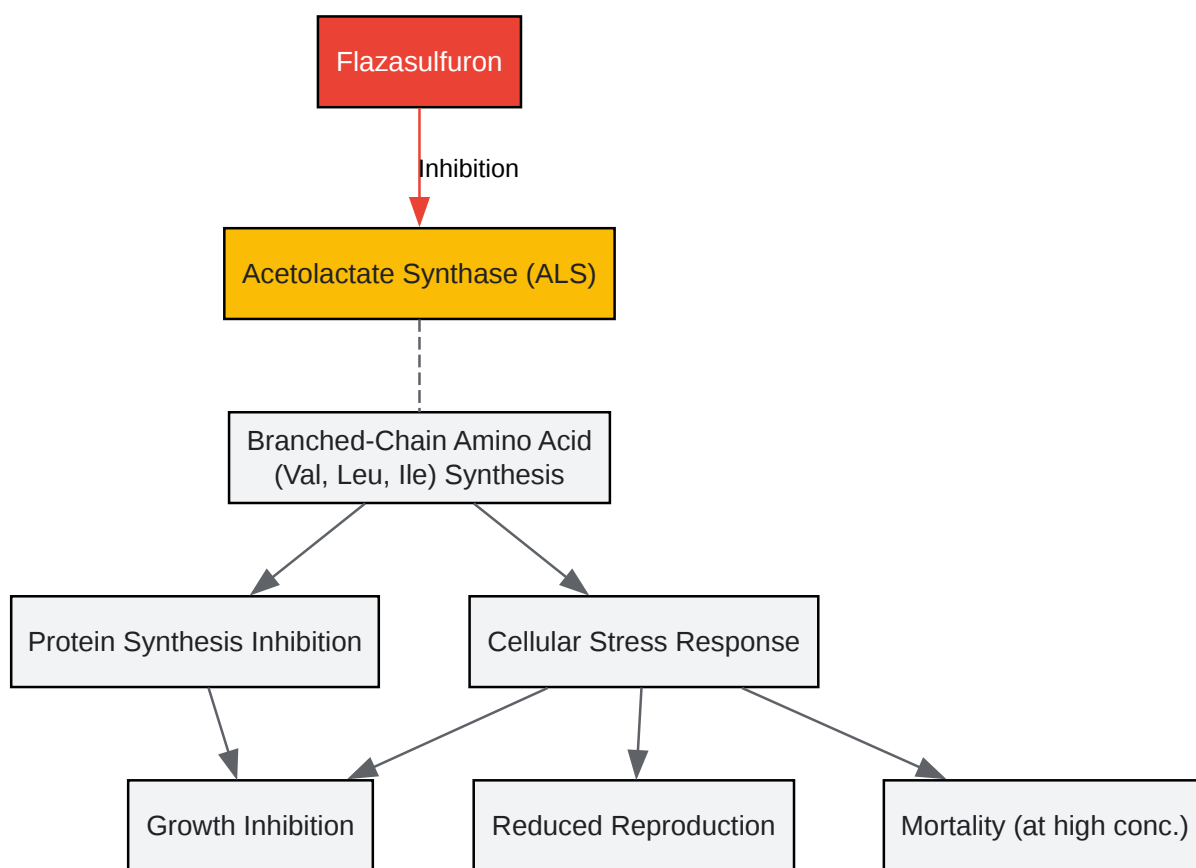 Flazasulfuron
Inhibition
Acetolactate Synthase (ALS)
Branched-Chain Amino Acid
(Val, Leu, Ile) Synthesis
Protein Synthesis Inhibition
Cellular Stress Response
Growth Inhibition
Reduced Reproduction
Mortality (at high conc.)